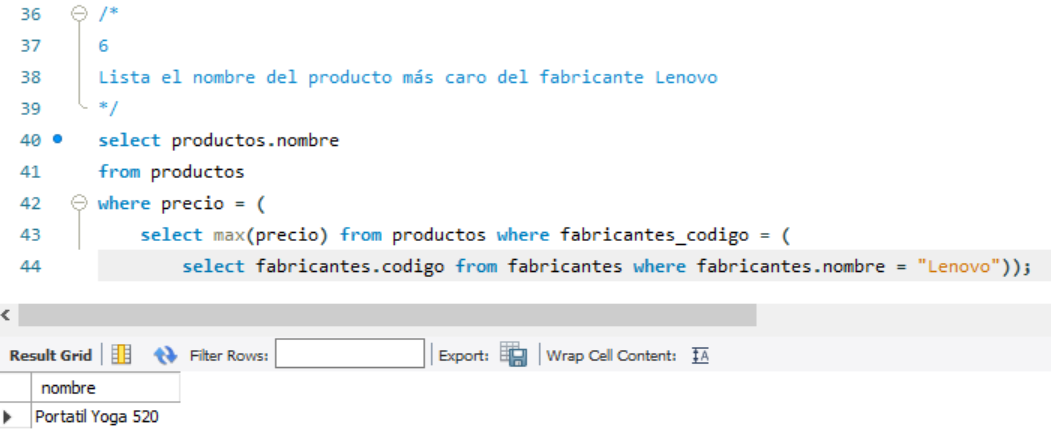 36 /*
37 6
38 Lista el nombre del producto más caro del fabricante Lenovo
39 */
40 select productos.nombre
41 from productos
42 where precio = (
43 select max(precio) from productos where fabricantes_codigo = (
44 select fabricantes.codigo from fabricantes where fabricantes.nombre = "Lenovo"));
Result Grid Filter Rows: Export: Wrap Cell Content: IA
nombre
Portatil Yoga 520